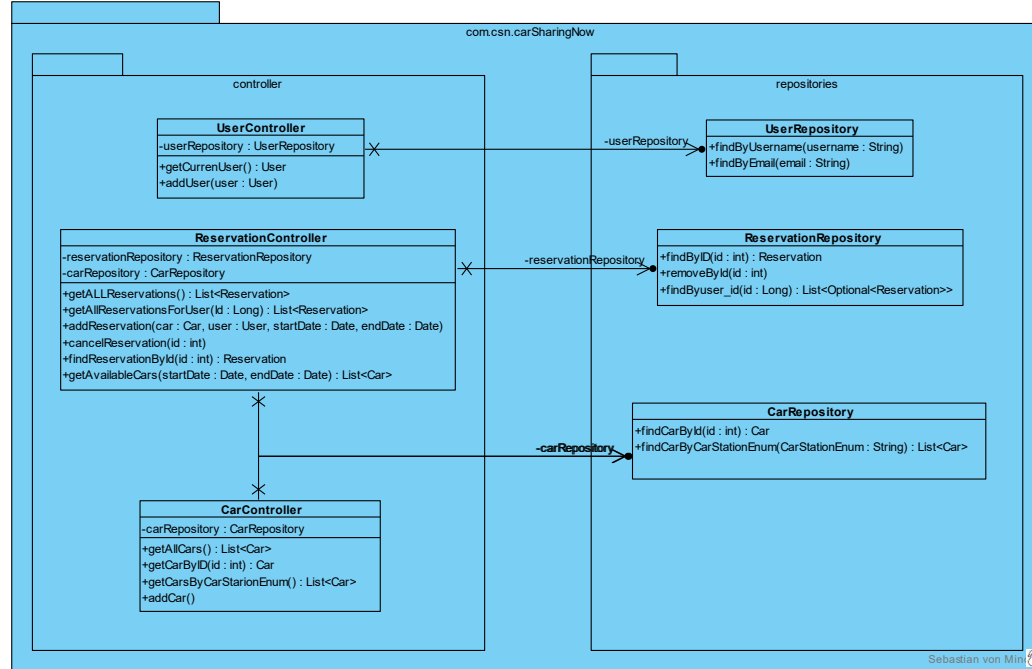 com.csn.carSharingNow
controller
repositories
UserController
-userRepository : UserRepository
+getCurrenUser() : User
+addUser(user : User)
-userRepository
UserRepository
+findByUsername(username : String)
+findByEmail(email : String)
ReservationController
-reservationRepository : ReservationRepository
-carRepository : CarRepository
+getALLReservations() : List<Reservation>
+getAllReservationsForUser(Id : Long) : List<Reservation>
+addReservation(car : Car, user : User, startDate : Date, endDate : Date)
+cancelReservation(id : int)
+findReservationById(id : int) : Reservation
+getAvailableCars(startDate : Date, endDate : Date) : List<Car>
-reservationRepository
ReservationRepository
+findByID(id : int) : Reservation
+removeById(id : int)
+findByuser_id(id : Long) : List<Optional<Reservation>>
-carRepository
CarRepository
+findCarById(id : int) : Car
+findCarByCarStationEnum(CarStationEnum : String) : List<Car>
CarController
-carRepository : CarRepository
+getAllCars() : List<Car>
+getCarByID(id : int) : Car
+getCarsByCarStarionEnum() : List<Car>
+addCar()
Sebastian von